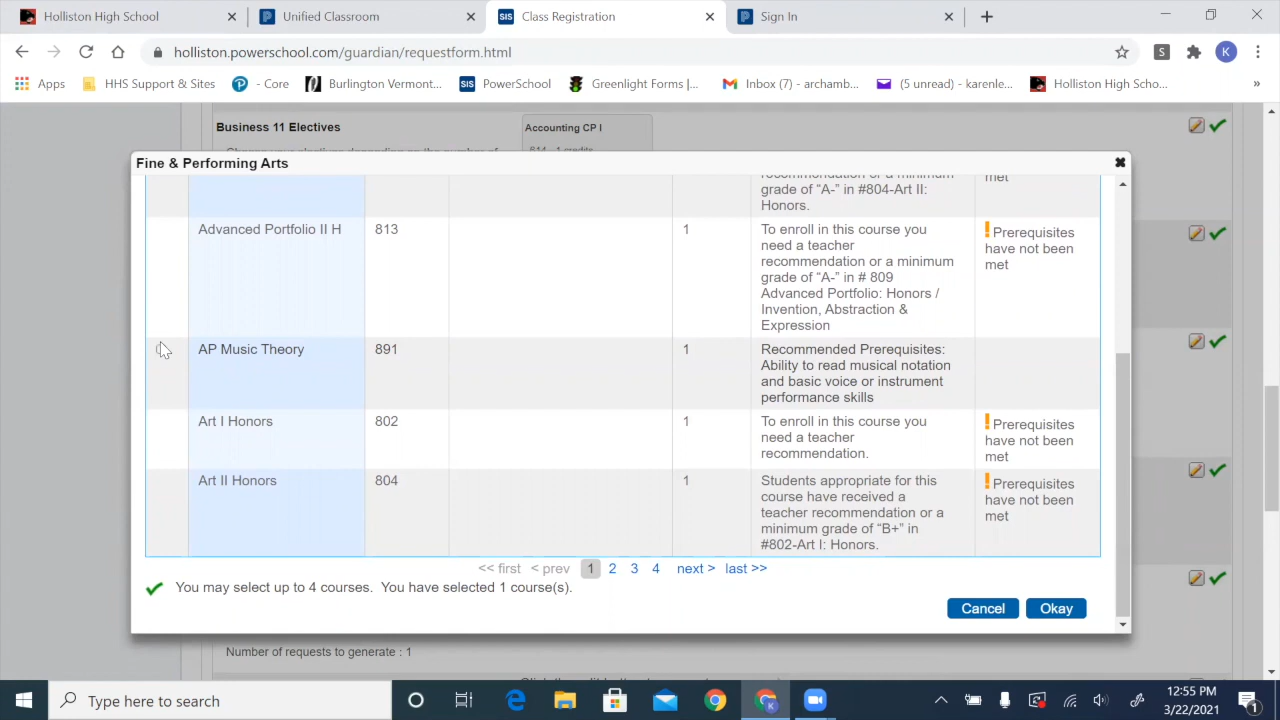 Holliston High School
Unified Classroom
SIS Class Registration
P Sign In
holliston.powerschool.com/guardian/requestform.html
S
K
Apps
HHS Support & Sites
- Core
Burlington Vermont...
SIS PowerSchool
Greenlight Forms |...
Inbox (7) - archamb...
(5 unread) - karenle...
Holliston High Scho...
»
Business 11 Electives
Accounting CP I
Fine & Performing Arts
recommendation or a minimum
grade of “A-” in #804-Art II:
Honors.
met
Advanced Portfolio II H
813
1
To enroll in this course you
need a teacher
recommendation or a minimum
grade of “A-” in # 809
Advanced Portfolio: Honors /
Invention, Abstraction &
Expression
! Prerequisites
have not been
met
AP Music Theory
891
1
Recommended Prerequisites:
Ability to read musical notation
and basic voice or instrument
performance skills
Art I Honors
802
1
To enroll in this course you
need a teacher
recommendation.
! Prerequisites
have not been
met
Art II Honors
804
1
Students appropriate for this
course have received a
teacher recommendation or a
minimum grade of “B+” in
#802-Art I: Honors.
! Prerequisites
have not been
met
<< first < prev 1 2 3 4 next > last >>
You may select up to 4 courses. You have selected 1 course(s).
Cancel
Okay
Number of requests to generate : 1
Type here to search
12:55 PM
3/22/2021
1